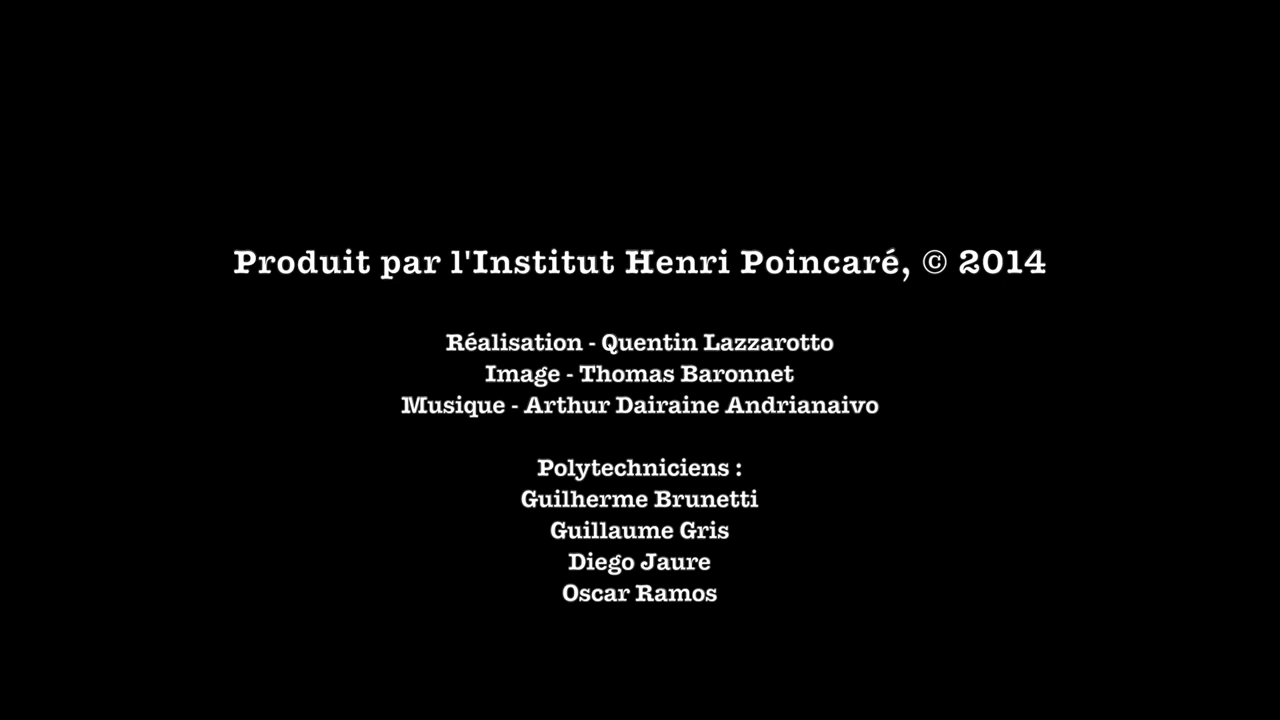 Produit par l'Institut Henri Poincaré, © 2014
Réalisation - Quentin Lazzarotto
Image - Thomas Baronnet
Musique - Arthur Dairaine Andrianaivo
Polytechniciens :
Guilherme Brunetti
Guillaume Gris
Diego Jaure
Oscar Ramos